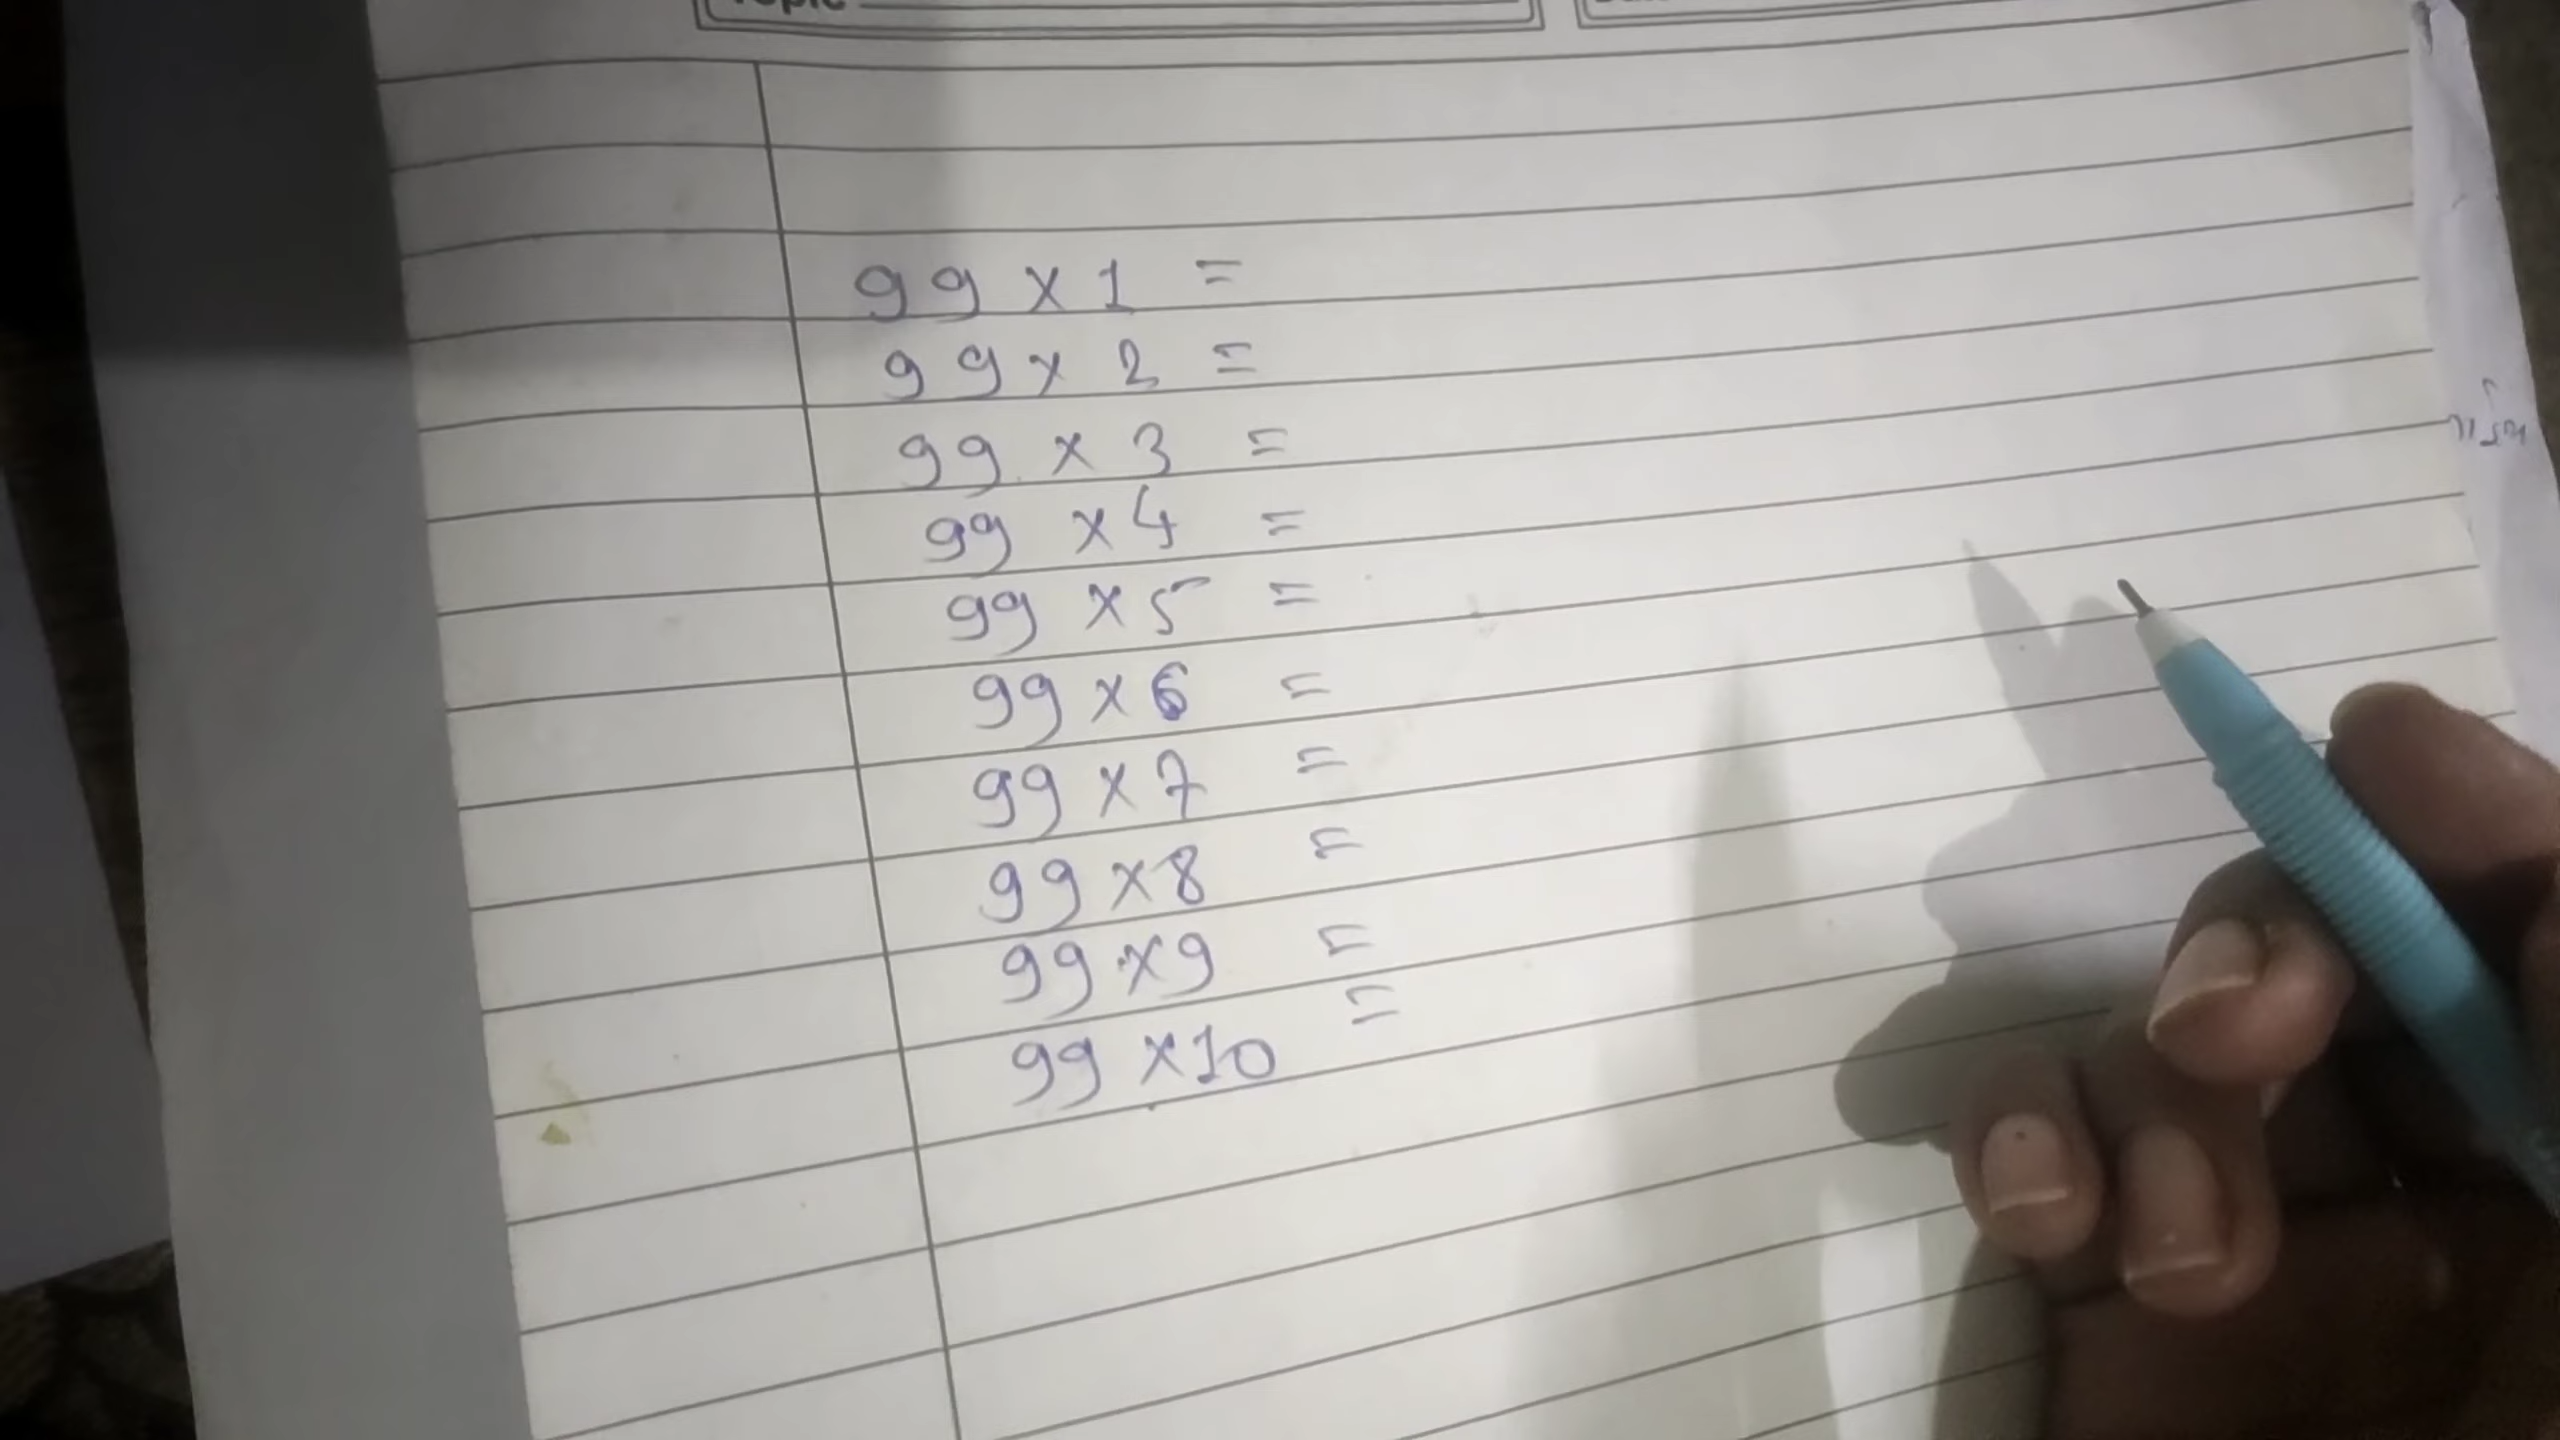 Topic
99 x 1 =
99 x 2 =
99 x 3 =
99 x 4 =
99 x 5 =
99 x 6 =
99 x 7 =
99 x 8 =
99 x 9 =
99 x 10 =